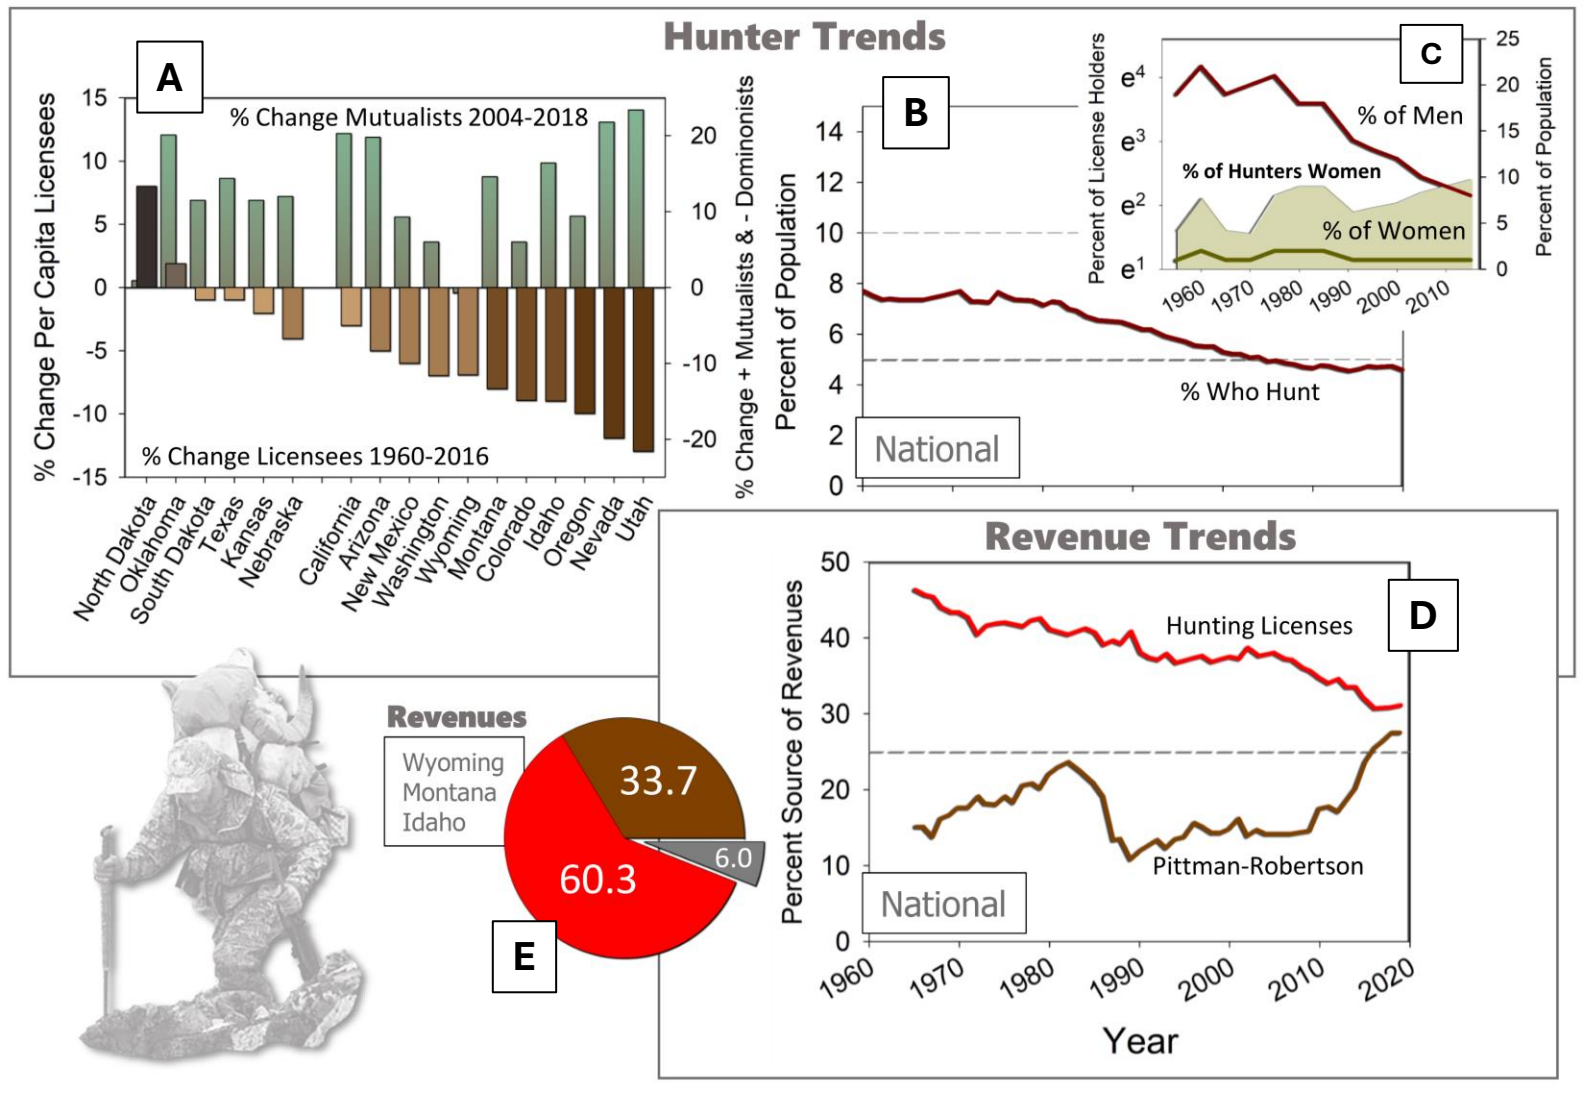 Hunter Trends
A
% Change Mutualists 2004-2018
% Change Licensees 1960-2016
% Change Per Capita Licensees
15
10
5
0
-5
-10
-15
20
10
0
-10
-20
% Change + Mutualists & - Dominonists
North Dakota
Oklahoma
South Dakota
Texas
Kansas
Nebraska
California
Arizona
New Mexico
Washington
Wyoming
Montana
Colorado
Idaho
Oregon
Nevada
Utah
B
Percent of Population
14
12
10
8
6
4
2
0
% Who Hunt
National
C
Percent of License Holders
e4
e3
e2
e1
% of Men
% of Hunters Women
% of Women
25
20
15
10
5
0
Percent of Population
1960
1970
1980
1990
2000
2010
Revenue Trends
D
Percent Source of Revenues
50
40
30
20
10
0
Hunting Licenses
Pittman-Robertson
National
1960
1970
1980
1990
2000
2010
2020
Year
Revenues
Wyoming
Montana
Idaho
33.7
6.0
60.3
E